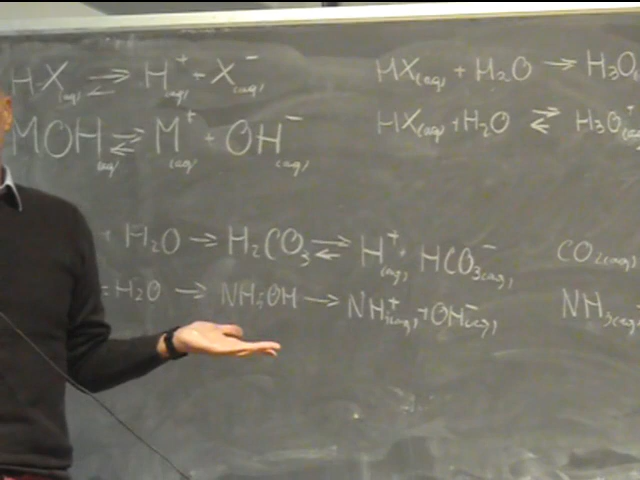 HX(aq) ⇌ H⁺(aq) + X⁻(aq)
MOH(aq) ⇌ M⁺(aq) + OH⁻(aq)
+ H₂O → H₂CO₃ ⇌ H⁺(aq) + HCO₃⁻(aq)
+ H₂O → NH₄OH → NH₄⁺(aq) + OH⁻(aq)
HX(aq) + H₂O → H₃O
HX(aq) + H₂O ⇌ H₃O⁺(aq)
CO₂(aq)
NH₃(aq)